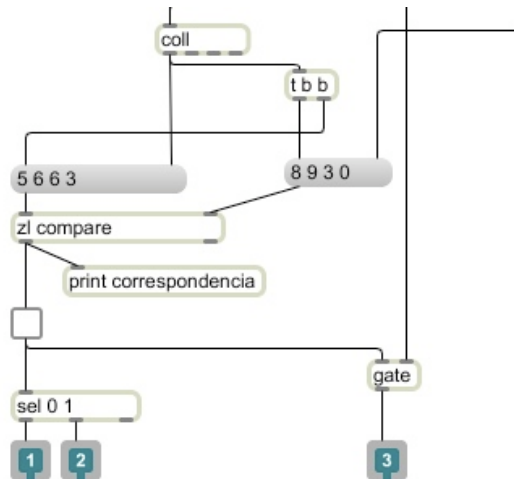 coll
t b b
5 6 6 3
8 9 3 0
zl compare
print correspondencia
gate
sel 0 1
1
2
3